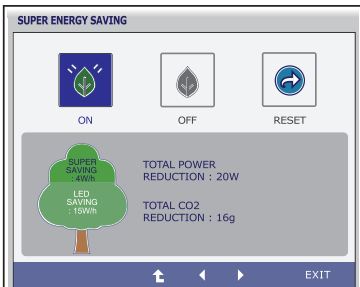 SUPER ENERGY SAVING
ON
OFF
RESET
SUPER
SAVING
: 4W/h
LED
SAVING
: 15W/h
TOTAL POWER
REDUCTION : 20W
TOTAL CO2
REDUCTION : 16g
EXIT